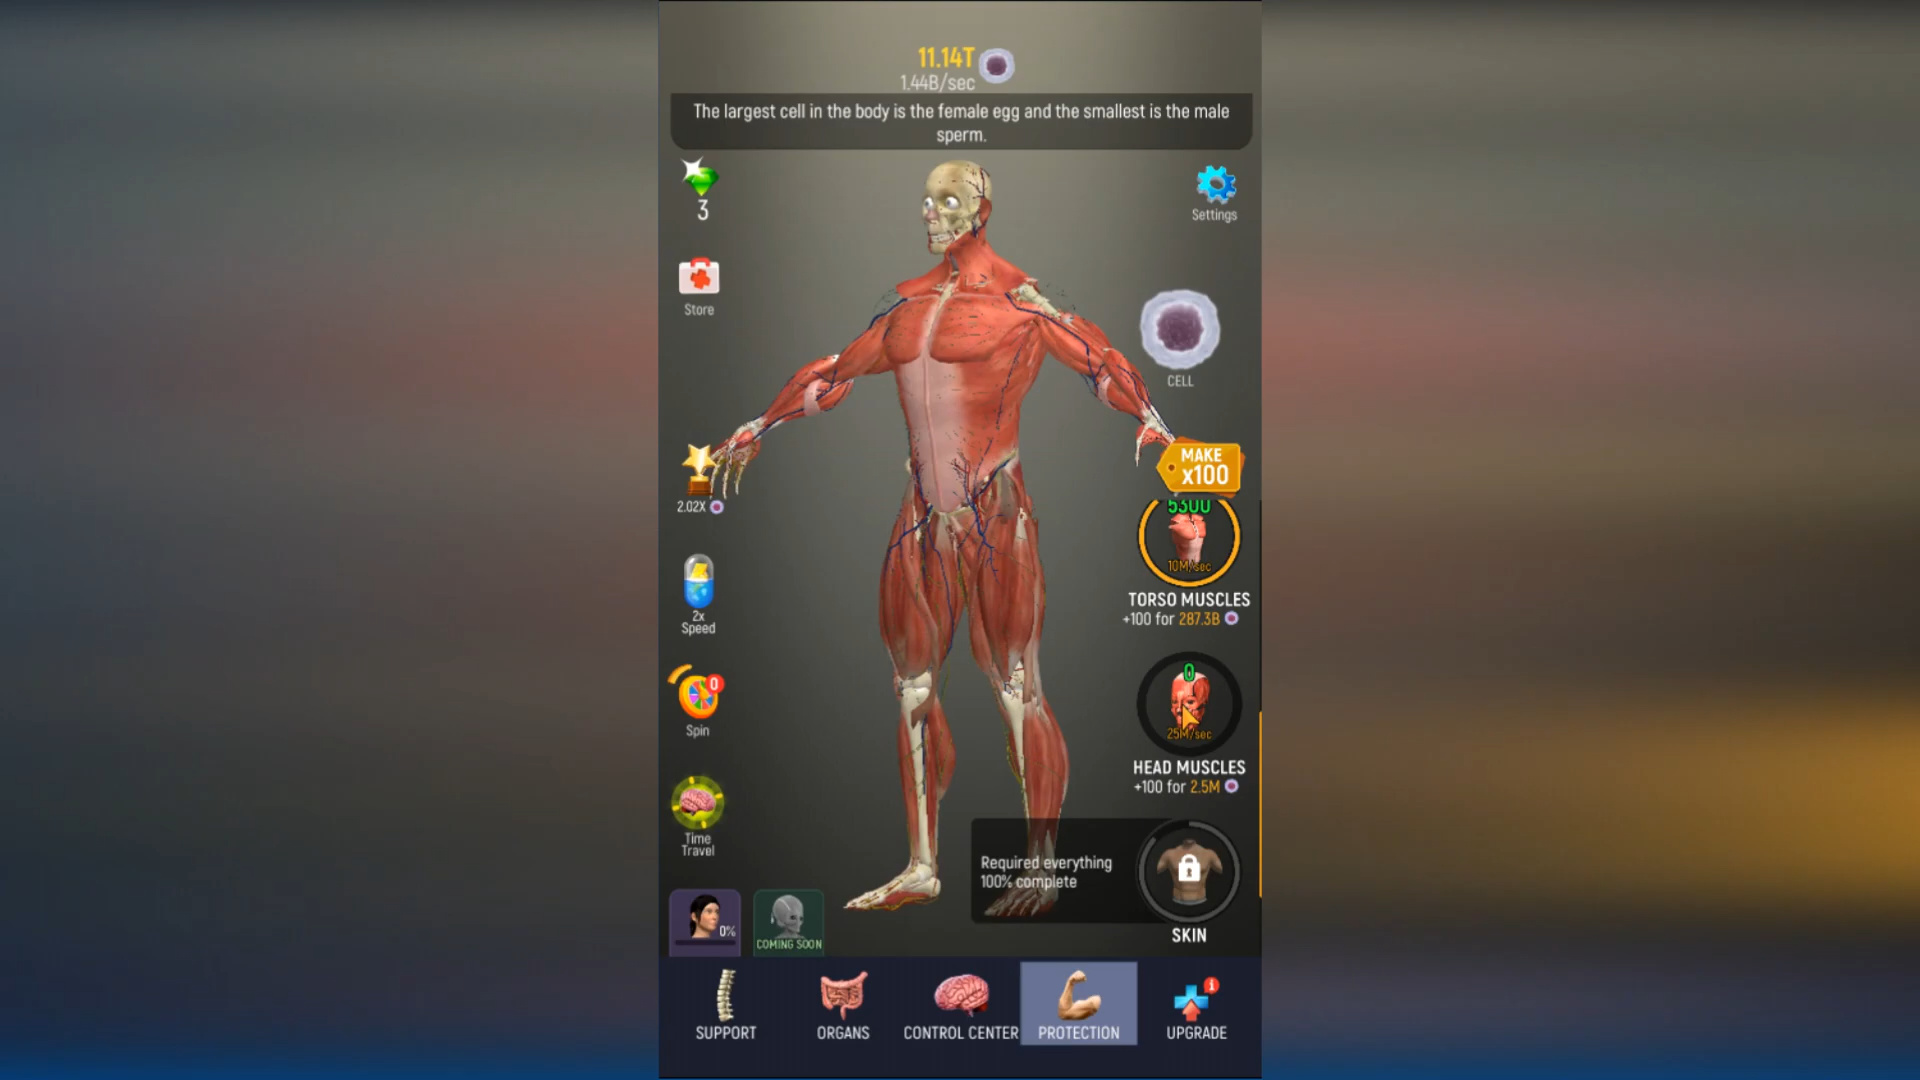 11.14T
1.44B/sec
The largest cell in the body is the female egg and the smallest is the male
sperm.
3
Settings
Store
CELL
MAKE
x100
2.02X
5300
10M/sec
TORSO MUSCLES
+100 for 287.3B
2x
Speed
0
Spin
0
25M/sec
HEAD MUSCLES
+100 for 2.5M
Time
Travel
Required everything
100% complete
SKIN
0%
COMING SOON
SUPPORT
ORGANS
CONTROL CENTER
PROTECTION
UPGRADE